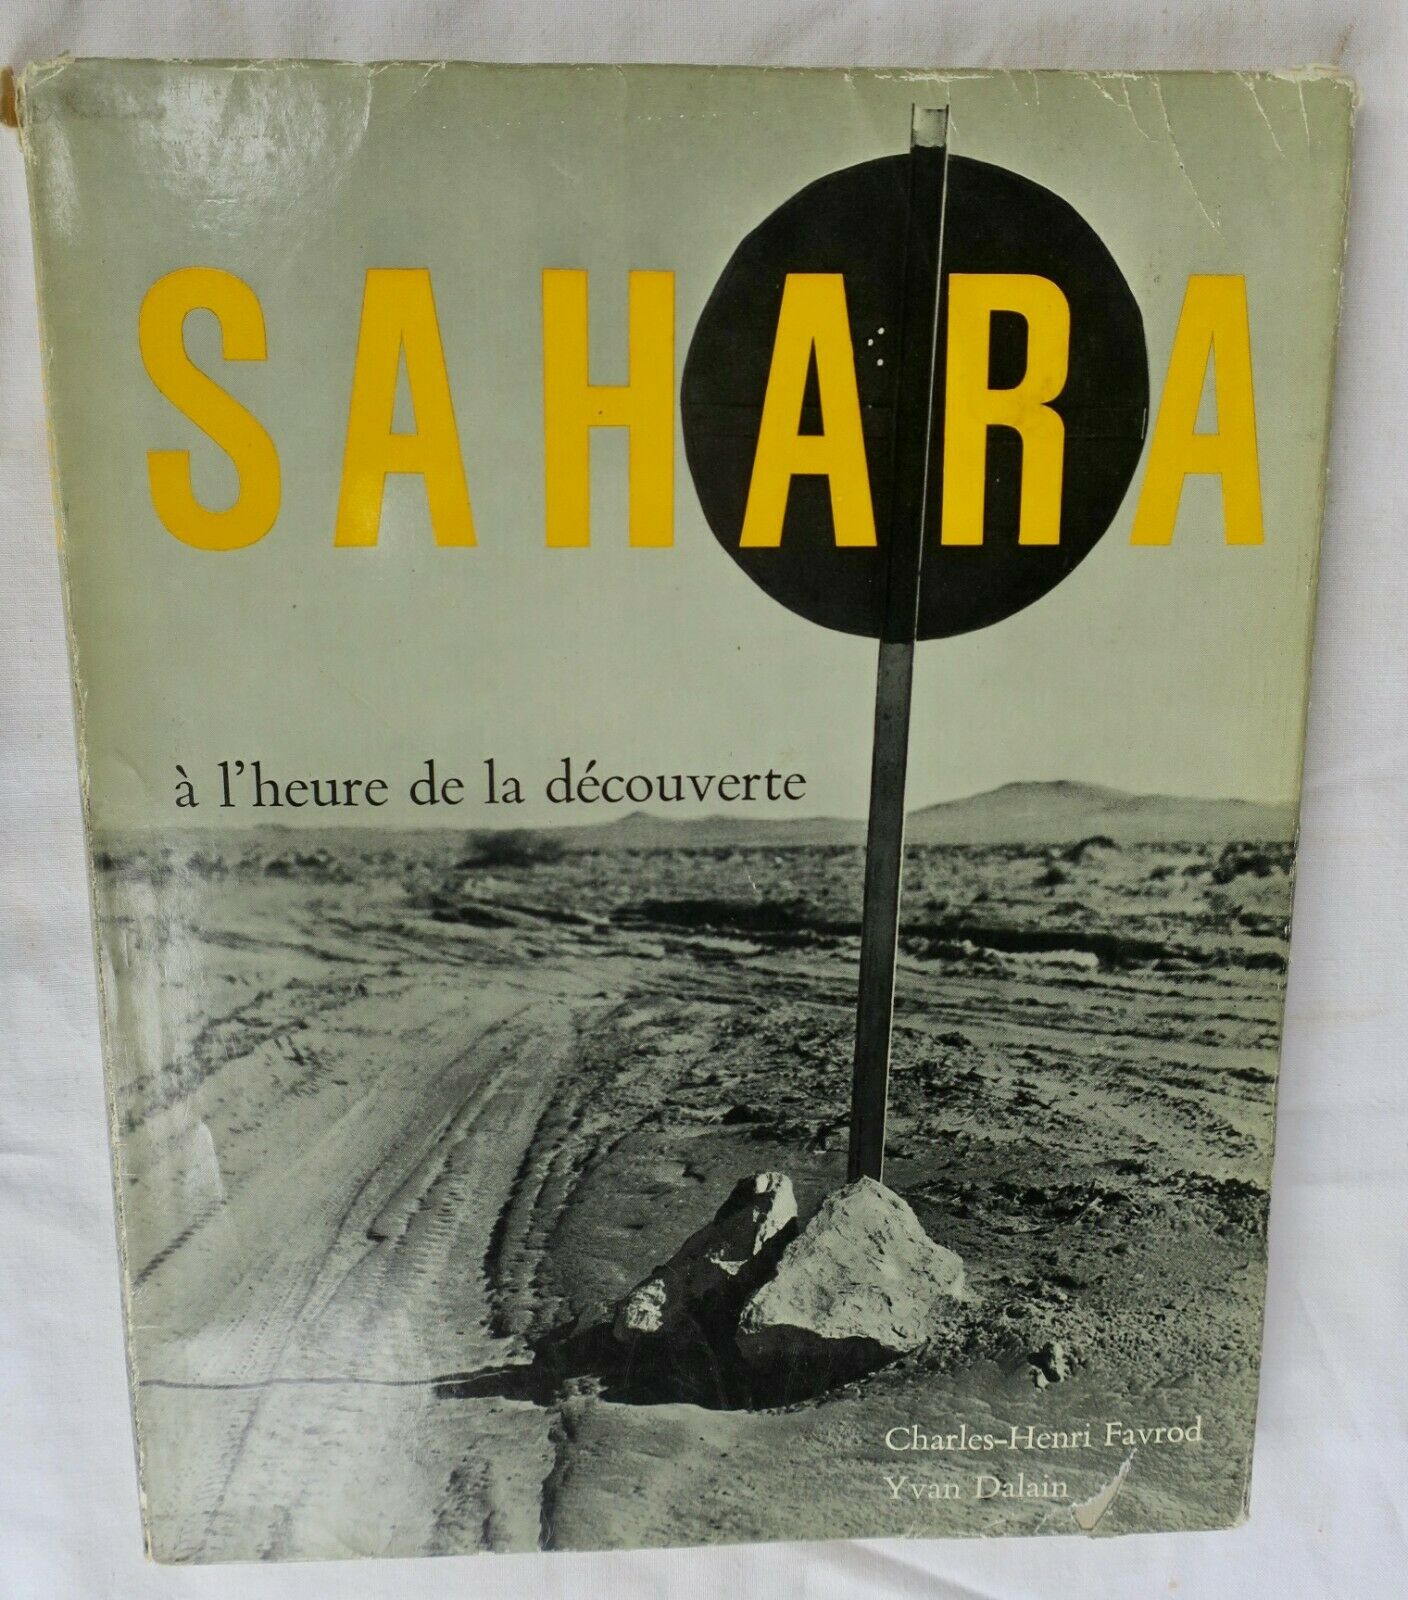 SAHARA
à l'heure de la découverte
Charles-Henri Favrod
Yvan Dalain